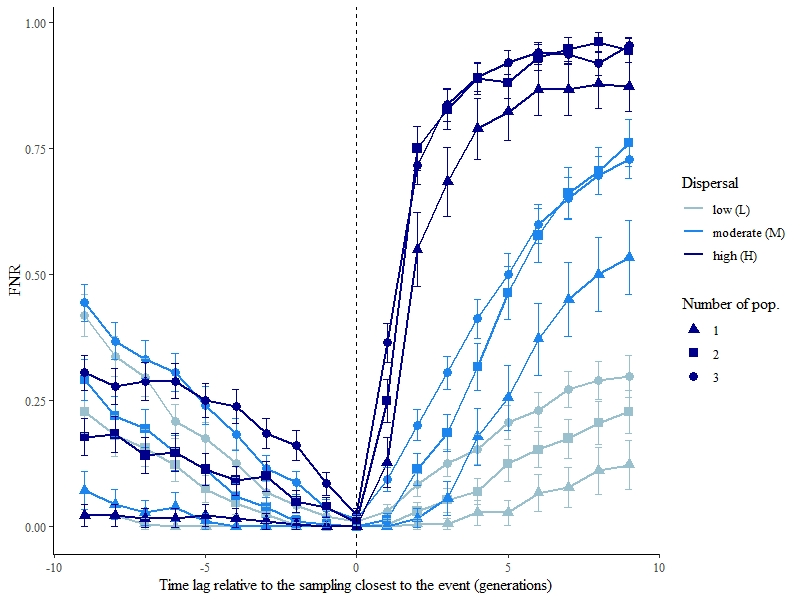 1.00
0.75
0.50
0.25
0.00
FNR
-10
-5
0
5
10
Time lag relative to the sampling closest to the event (generations)
Dispersal
low (L)
moderate (M)
high (H)
Number of pop.
1
2
3